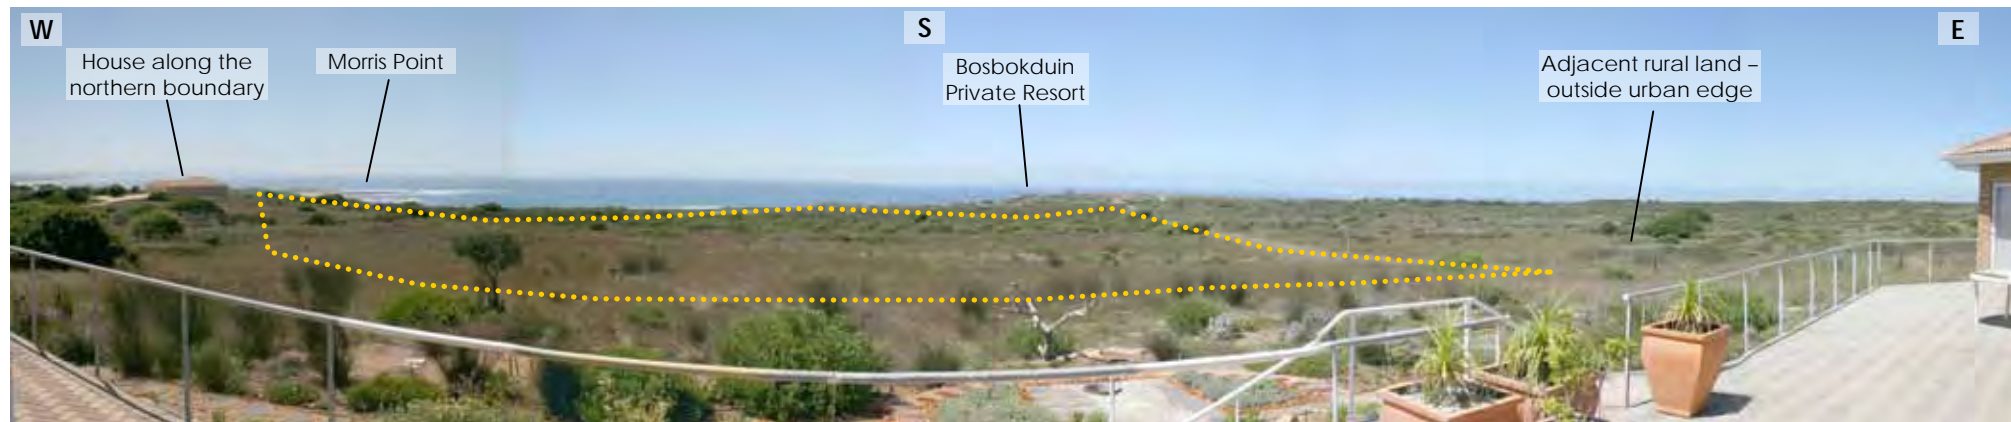 W
S
E
House along the
northern boundary
Morris Point
Bosbokduin
Private Resort
Adjacent rural land –
outside urban edge